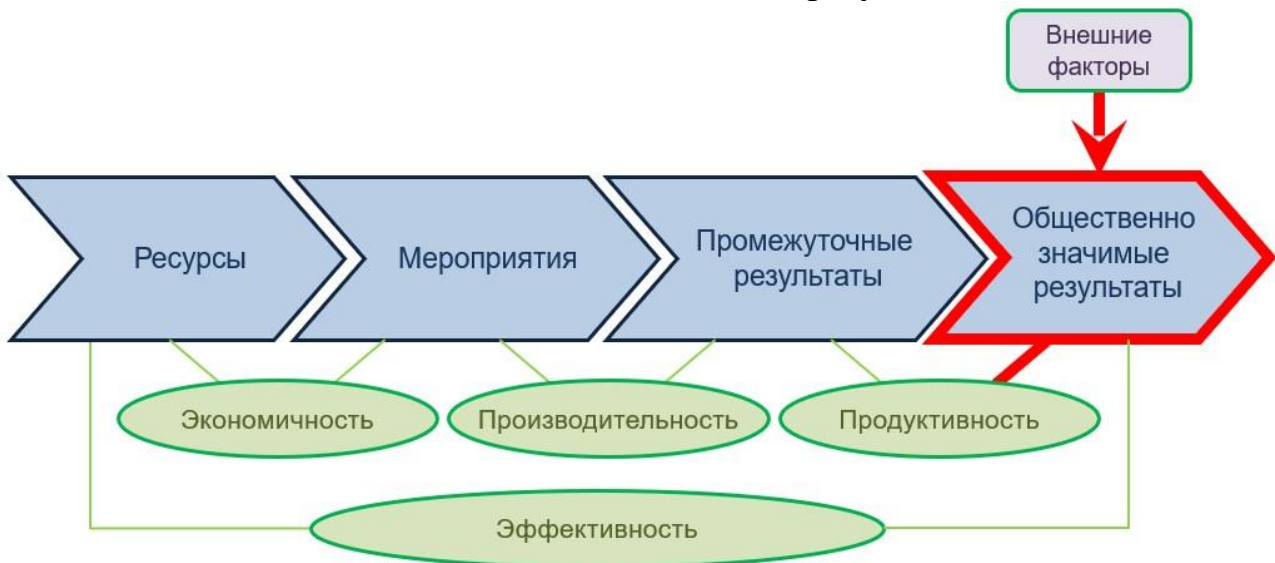 Внешние
факторы
Ресурсы
Мероприятия
Промежуточные
результаты
Общественно
значимые
результаты
Экономичность
Производительность
Продуктивность
Эффективность